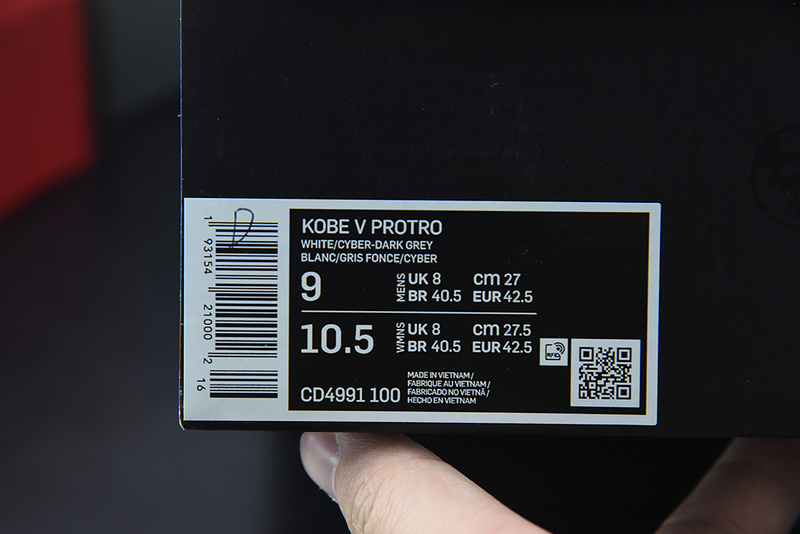 KOBE V PROTRO
WHITE/CYBER-DARK GREY
BLANC/GRIS FONCE/CYBER
9 MENS UK 8 cm 27
BR 40.5 EUR 42.5
10.5 WMNS UK 8 cm 27.5
BR 40.5 EUR 42.5
RFID
CD4991 100
MADE IN VIETNAM /
FABRIQUE AU VIETNAM /
FABRICADO NO VIETNÃ /
HECHO EN VIETNAM
1 93154 21000 2
16
D